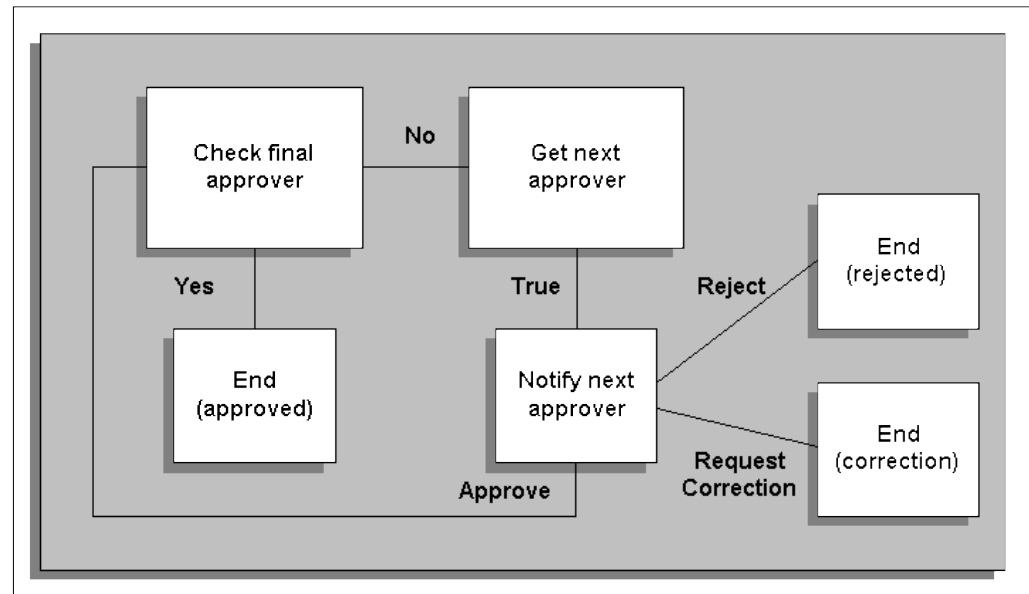 Check final
approver
No
Get next
approver
Yes
True
Reject
End
(rejected)
End
(approved)
Notify next
approver
Approve
Request
Correction
End
(correction)